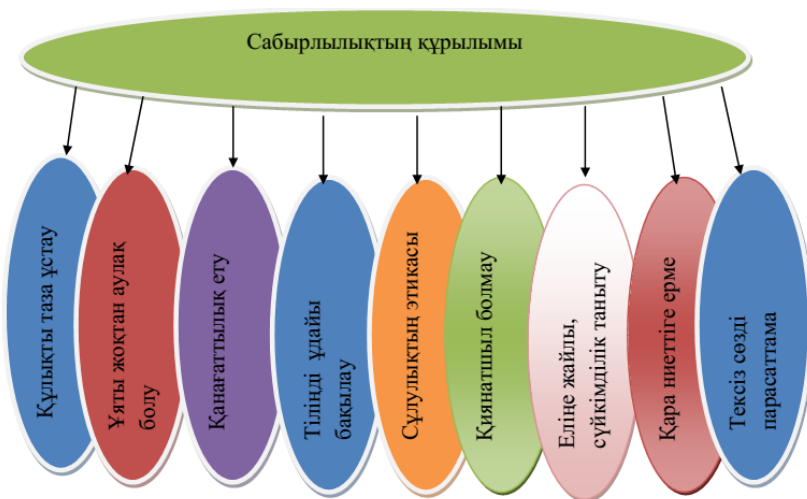 Сабырлылықтың құрылымы
Құлықты таза ұстау
Ұяты жоқтан аулақ
болу
Қанағаттылық ету
Тіліңді ұдайы
бақылау
Сұлулықтың этикасы
Қиянатшыл болмау
Еліңе жайлы,
сүйкімділік таныту
Қара ниеттіге ерме
Тексіз сөзді
парасаттама